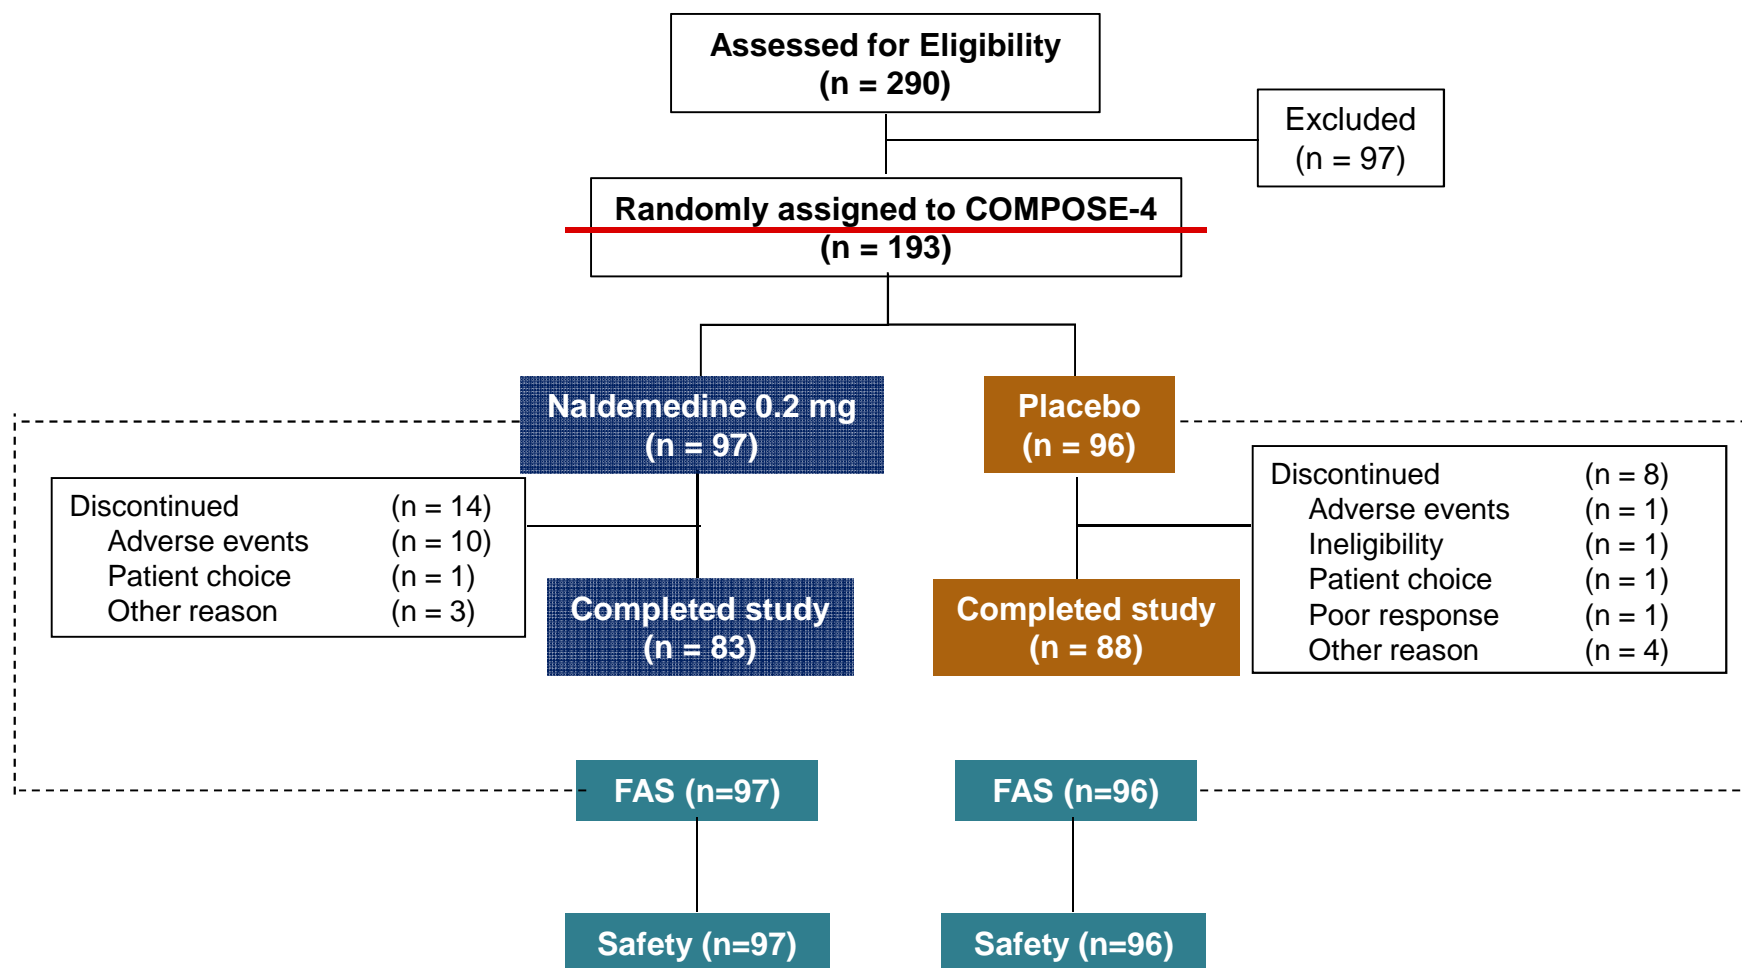 Assessed for Eligibility
(n = 290)
Excluded
(n = 97)
Randomly assigned to COMPOSE-4
(n = 193)
Naldemedine 0.2 mg
(n = 97)
Placebo
(n = 96)
Discontinued (n = 14)
Adverse events (n = 10)
Patient choice (n = 1)
Other reason (n = 3)
Discontinued (n = 8)
Adverse events (n = 1)
Ineligibility (n = 1)
Patient choice (n = 1)
Poor response (n = 1)
Other reason (n = 4)
Completed study
(n = 83)
Completed study
(n = 88)
FAS (n=97)
FAS (n=96)
Safety (n=97)
Safety (n=96)